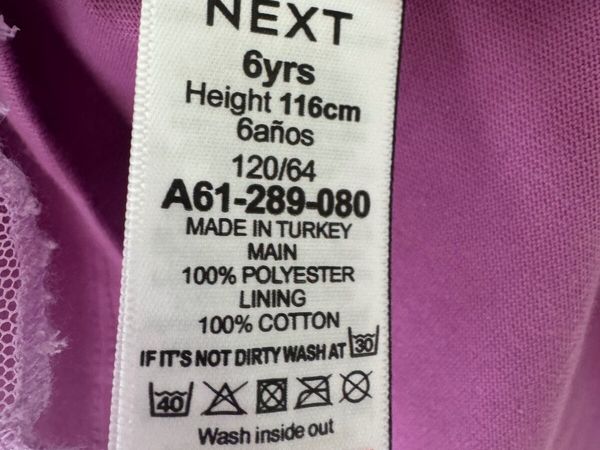 NEXT
6yrs
Height 116cm
6años
120/64
A61-289-080
MADE IN TURKEY
MAIN
100% POLYESTER
LINING
100% COTTON
IF IT'S NOT DIRTY WASH AT 30
40
Wash inside out